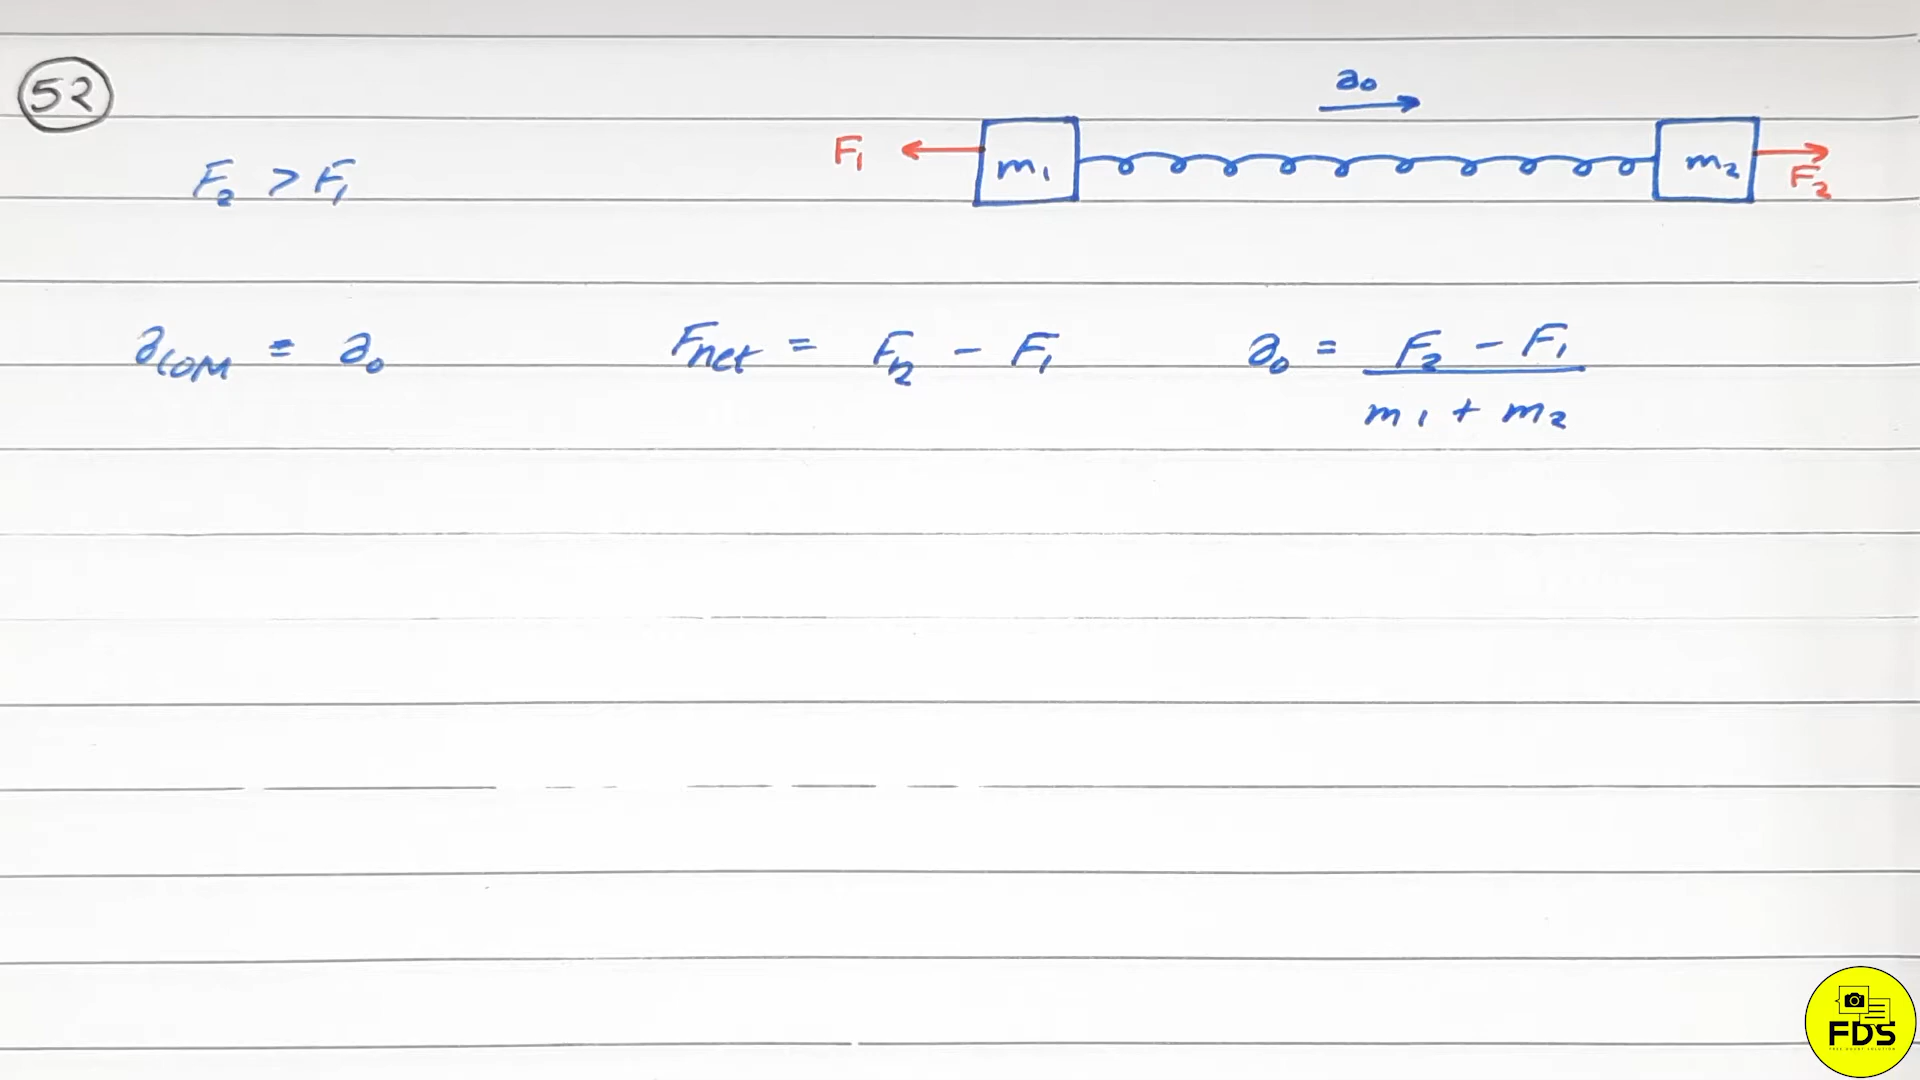 52
a₀
F₁ m₁ m₂ F₂
F₂ > F₁
a_COM = a₀ F_net = F₂ - F₁ a₀ = F₂ - F₁
m₁ + m₂
FDS